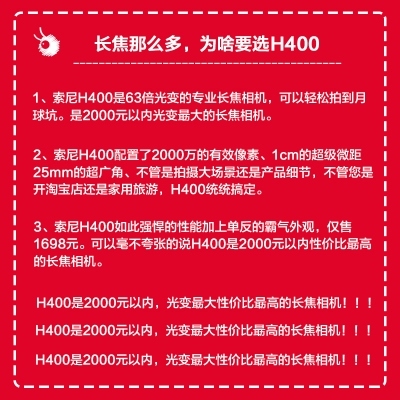 长焦那么多，为啥要选H400
1、索尼H400是63倍光变的专业长焦相机，可以轻松拍到月
球坑。是2000元以内光变最大的长焦相机。
2、索尼H400配置了2000万的有效像素、1cm的超级微距
25mm的超广角、不管是拍摄大场景还是产品细节，不管您是
开淘宝店还是家用旅游，H400统统搞定。
3、索尼H400如此强悍的性能加上单反的霸气外观，仅售
1698元。可以毫不夸张的说H400是2000元以内性价比最高
的长焦相机。
H400是2000元以内，光变最大性价比最高的长焦相机！！！
H400是2000元以内，光变最大性价比最高的长焦相机！！！
H400是2000元以内，光变最大性价比最高的长焦相机！！！